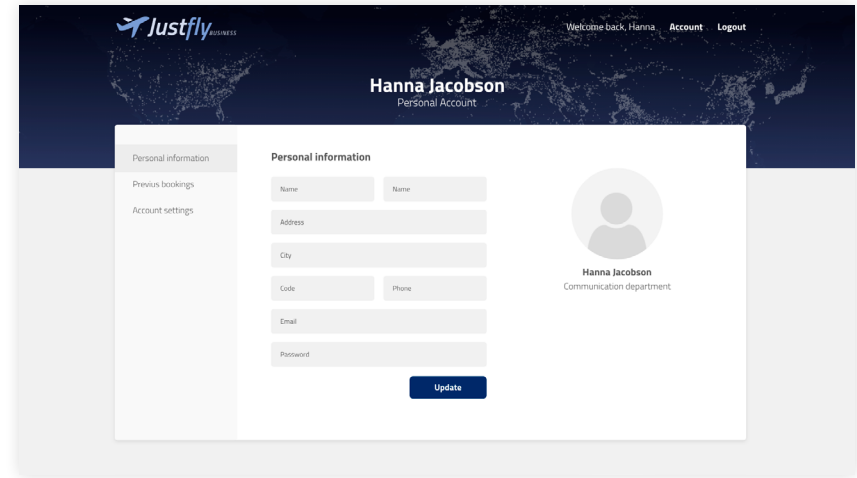 Justfly BUSINESS
Welcome back, Hanna Account Logout
Hanna Jacobson
Personal Account
Personal information
Previus bookings
Account settings
Personal information
Name Name
Address
City
Code Phone
Email
Password
Update
Hanna Jacobson
Communication department